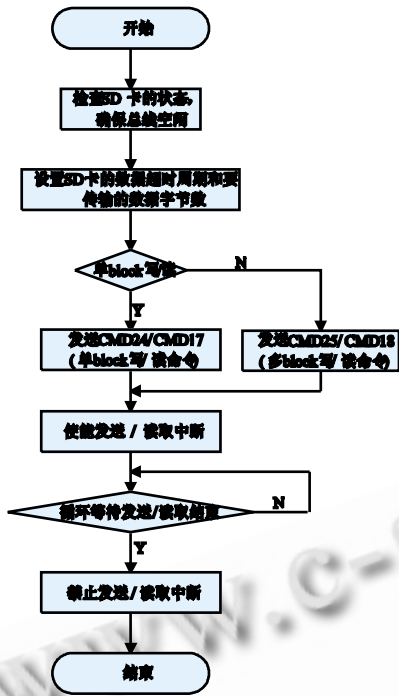 开始
检查SD 卡的状态,
确保总线空闲
设置SD卡的数据超时周期和要
传输的数据字节数
单block 写/读
N
Y
发送CMD24/CMD17
(单block 写/ 读命令)
发送CMD25/CMD18
(多block 写/ 读命令)
使能发送 / 读取中断
循环等待发送/读取结束
N
Y
禁止发送/ 读取中断
结束
www.c-